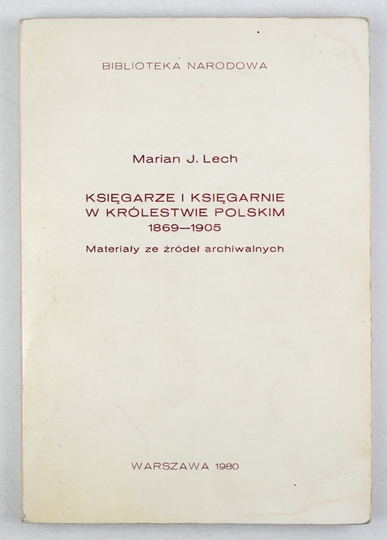 BIBLIOTEKA NARODOWA
Marian J. Lech
KSIĘGARZE I KSIĘGARNIE
W KRÓLESTWIE POLSKIM
1869—1905
Materiały ze źródeł archiwalnych
WARSZAWA 1980